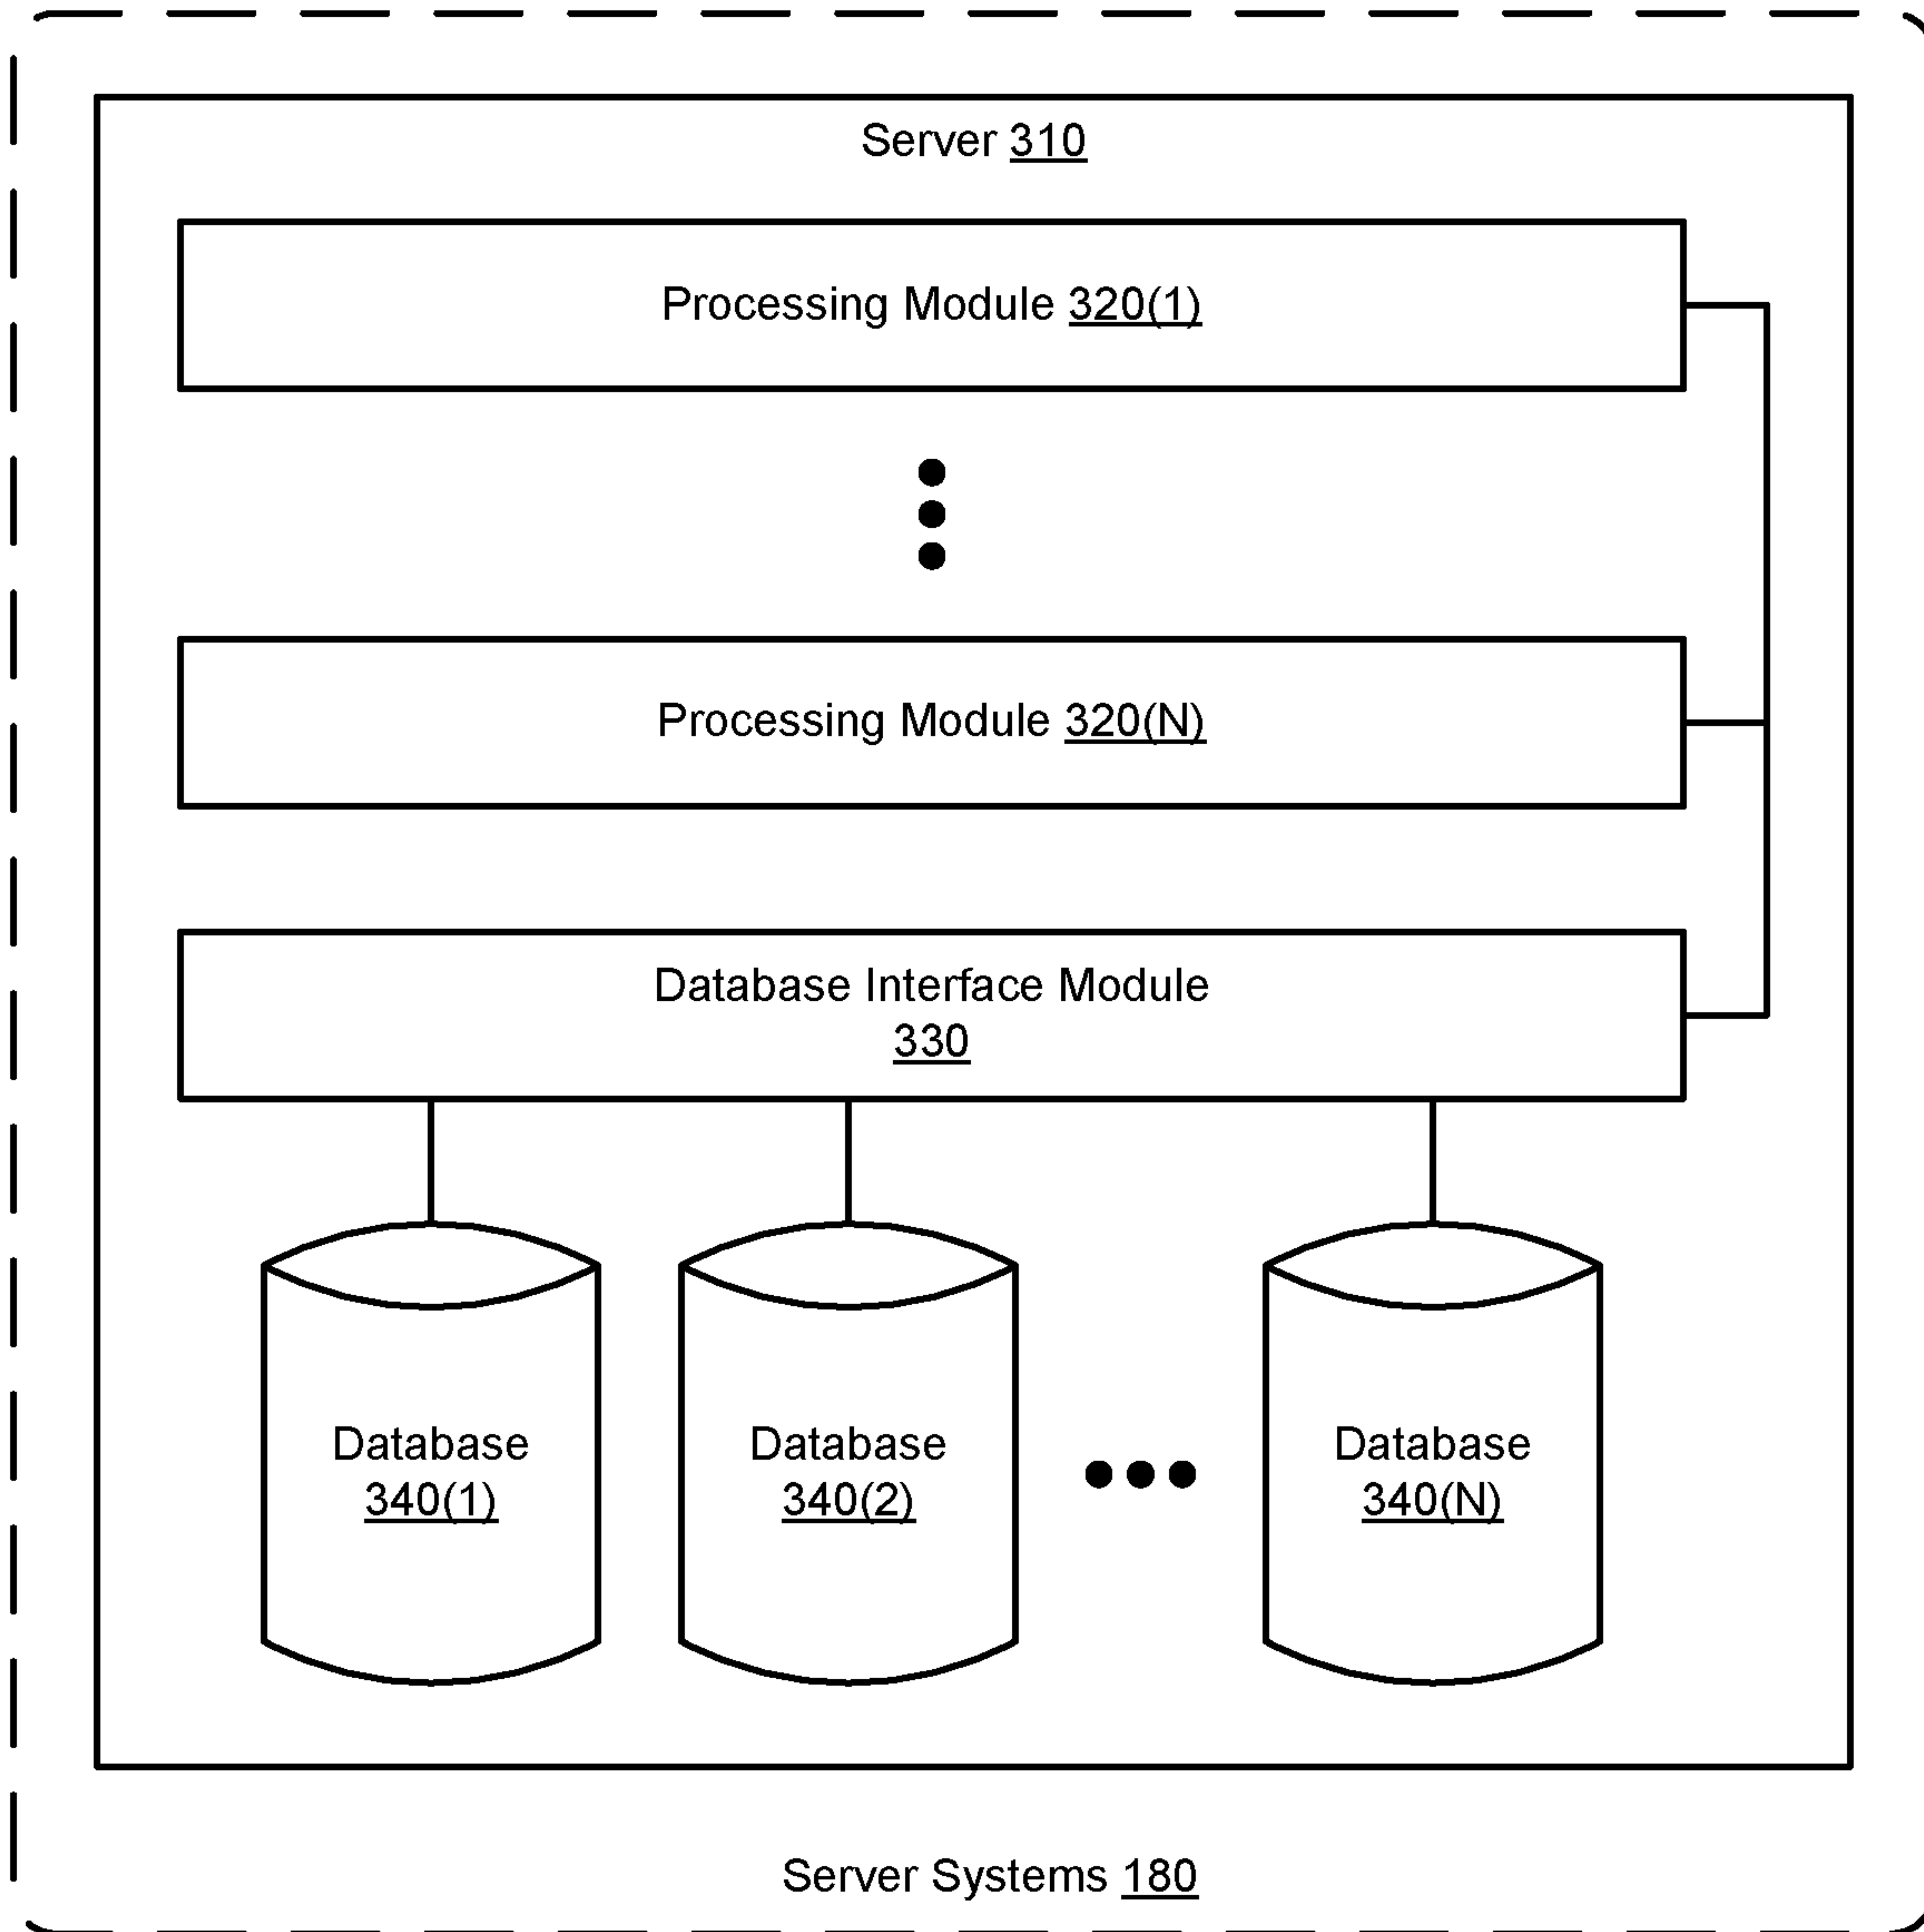 Server 310
Processing Module 320(1)
Processing Module 320(N)
Database Interface Module
330
Database
340(1)
Database
340(2)
Database
340(N)
Server Systems 180